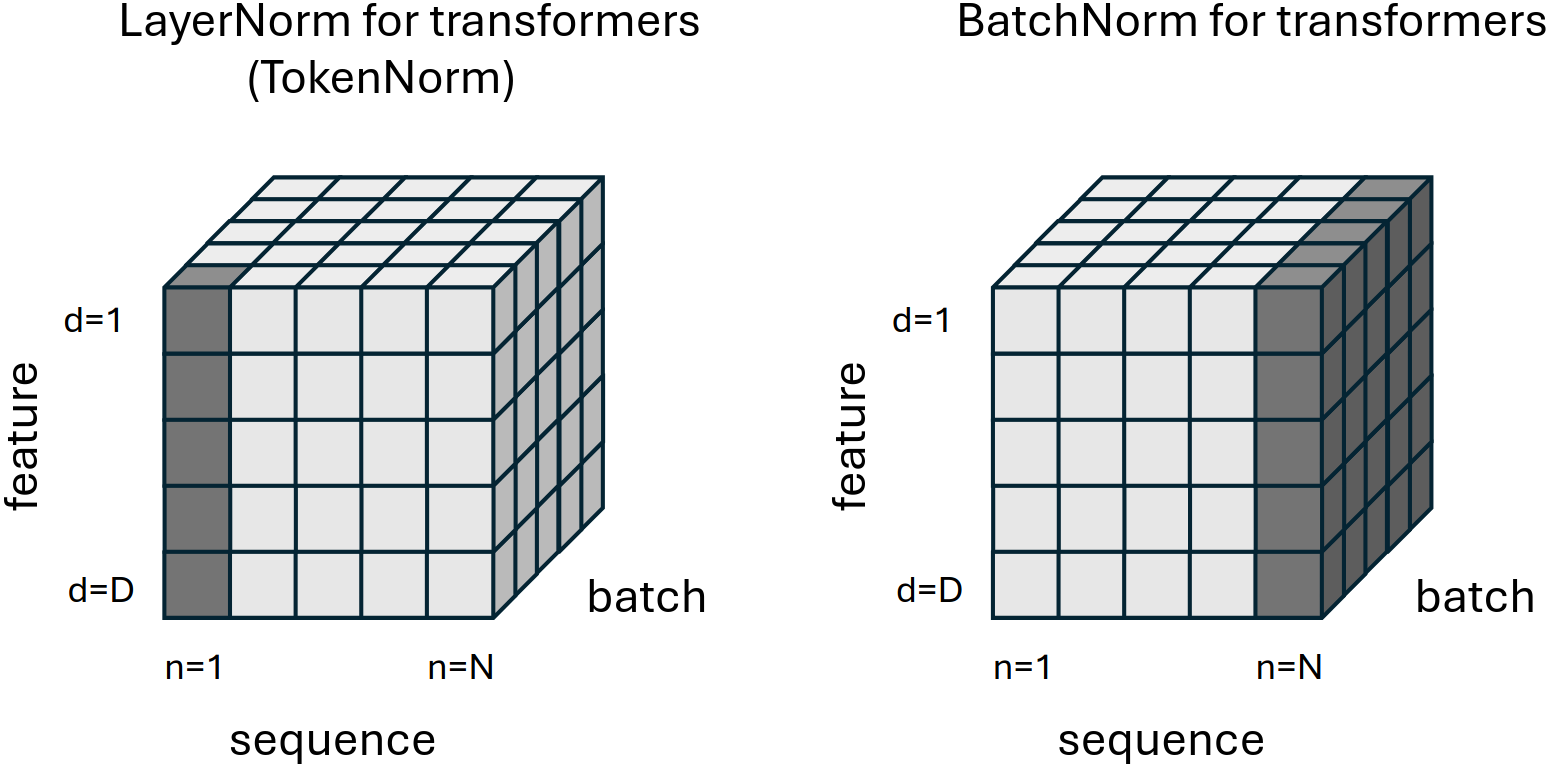 LayerNorm for transformers
(TokenNorm)
d=1
feature
d=D
batch
n=1
n=N
sequence
BatchNorm for transformers
d=1
feature
d=D
batch
n=1
n=N
sequence